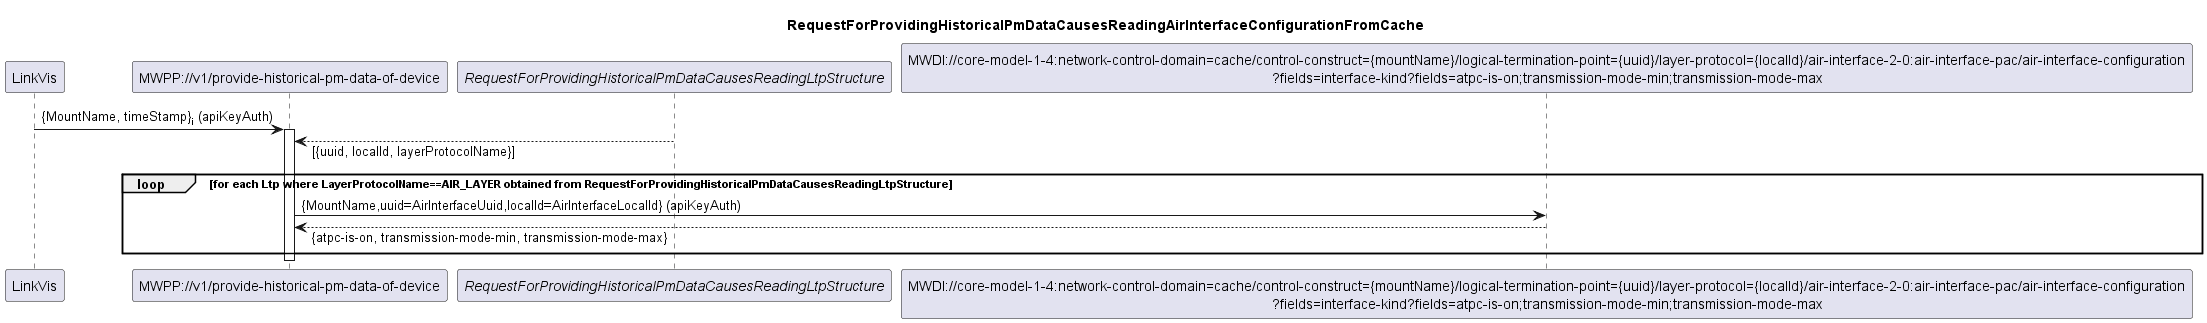 RequestForProvidingHistoricalPmDataCausesReadingAirInterfaceConfigurationFromCache
LinkVis
MWPP://v1/provide-historical-pm-data-of-device
RequestForProvidingHistoricalPmDataCausesReadingLtpStructure
MWDI://core-model-1-4:network-control-domain=cache/control-construct={mountName}/logical-termination-point={uuid}/layer-protocol={localId}/air-interface-2-0:air-interface-pac/air-interface-configuration
?fields=interface-kind?fields=atpc-is-on;transmission-mode-min;transmission-mode-max
{MountName, timeStamp}i (apiKeyAuth)
[{uuid, localId, layerProtocolName}]
loop
[for each Ltp where LayerProtocolName==AIR_LAYER obtained from RequestForProvidingHistoricalPmDataCausesReadingLtpStructure]
{MountName,uuid=AirInterfaceUuid,localId=AirInterfaceLocalId} (apiKeyAuth)
{atpc-is-on, transmission-mode-min, transmission-mode-max}
LinkVis
MWPP://v1/provide-historical-pm-data-of-device
RequestForProvidingHistoricalPmDataCausesReadingLtpStructure
MWDI://core-model-1-4:network-control-domain=cache/control-construct={mountName}/logical-termination-point={uuid}/layer-protocol={localId}/air-interface-2-0:air-interface-pac/air-interface-configuration
?fields=interface-kind?fields=atpc-is-on;transmission-mode-min;transmission-mode-max